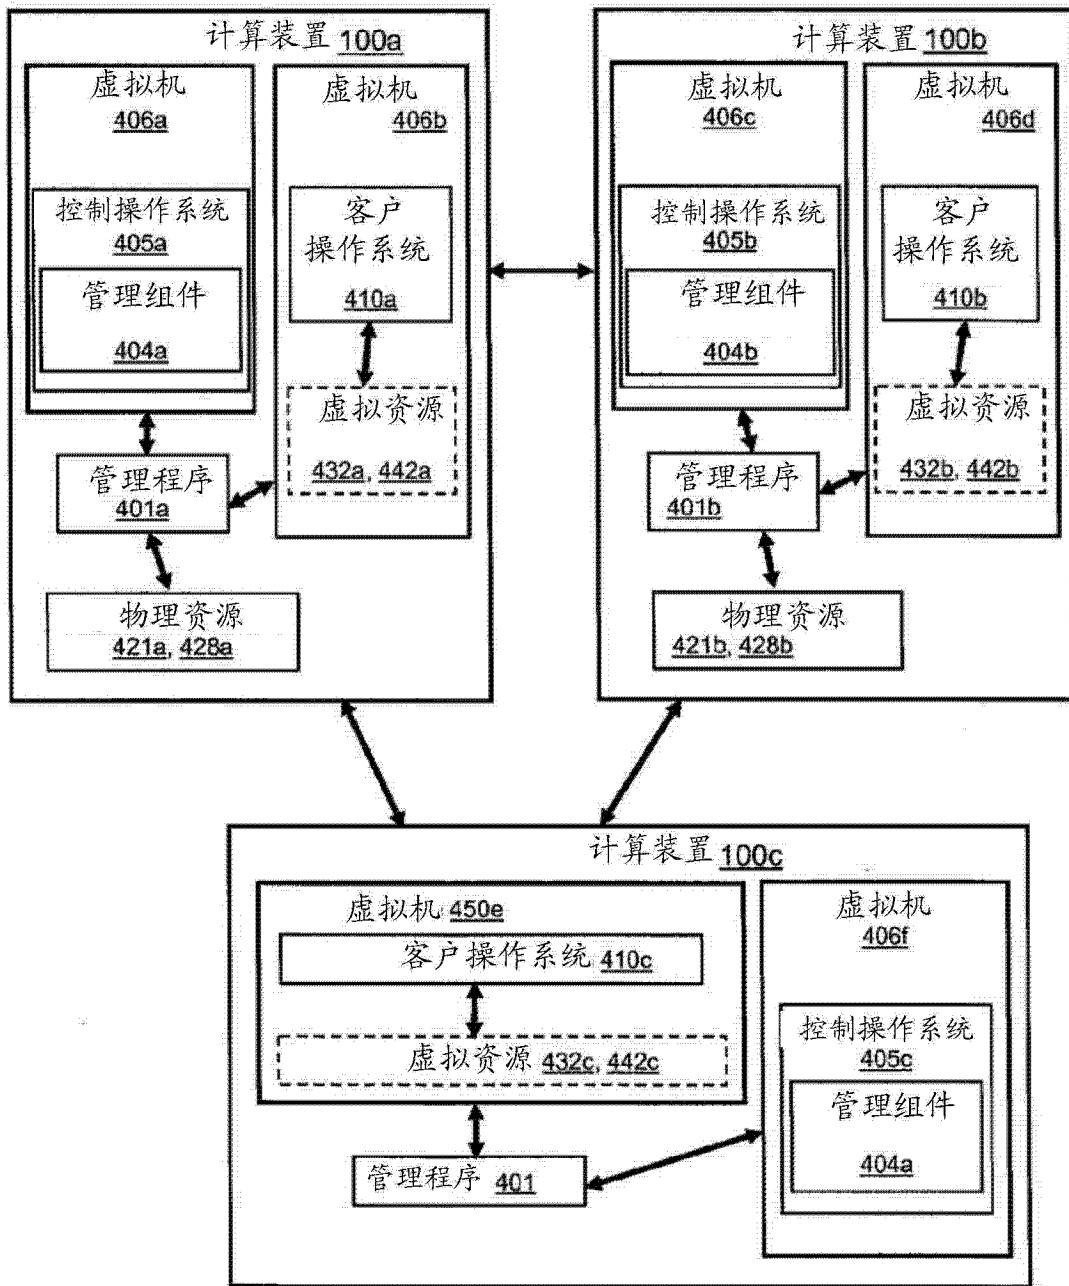 计算装置 100a
虚拟机
406a
控制操作系统
405a
管理组件
404a
虚拟机
406b
客户
操作系统
410a
虚拟资源
432a, 442a
管理程序
401a
物理资源
421a, 428a
计算装置 100b
虚拟机
406c
控制操作系统
405b
管理组件
404b
虚拟机
406d
客户
操作系统
410b
虚拟资源
432b, 442b
管理程序
401b
物理资源
421b, 428b
计算装置 100c
虚拟机 450e
客户操作系统 410c
虚拟资源 432c, 442c
管理程序 401
虚拟机
406f
控制操作系统
405c
管理组件
404a